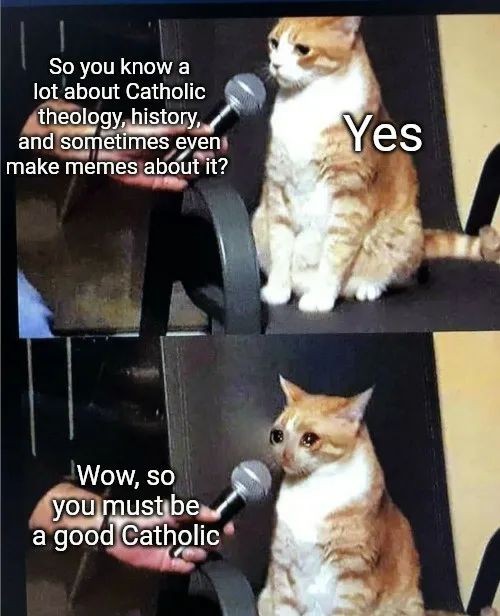 So you know a
lot about Catholic
theology, history,
and sometimes even
make memes about it?
Yes
Wow, so
you must be
a good Catholic